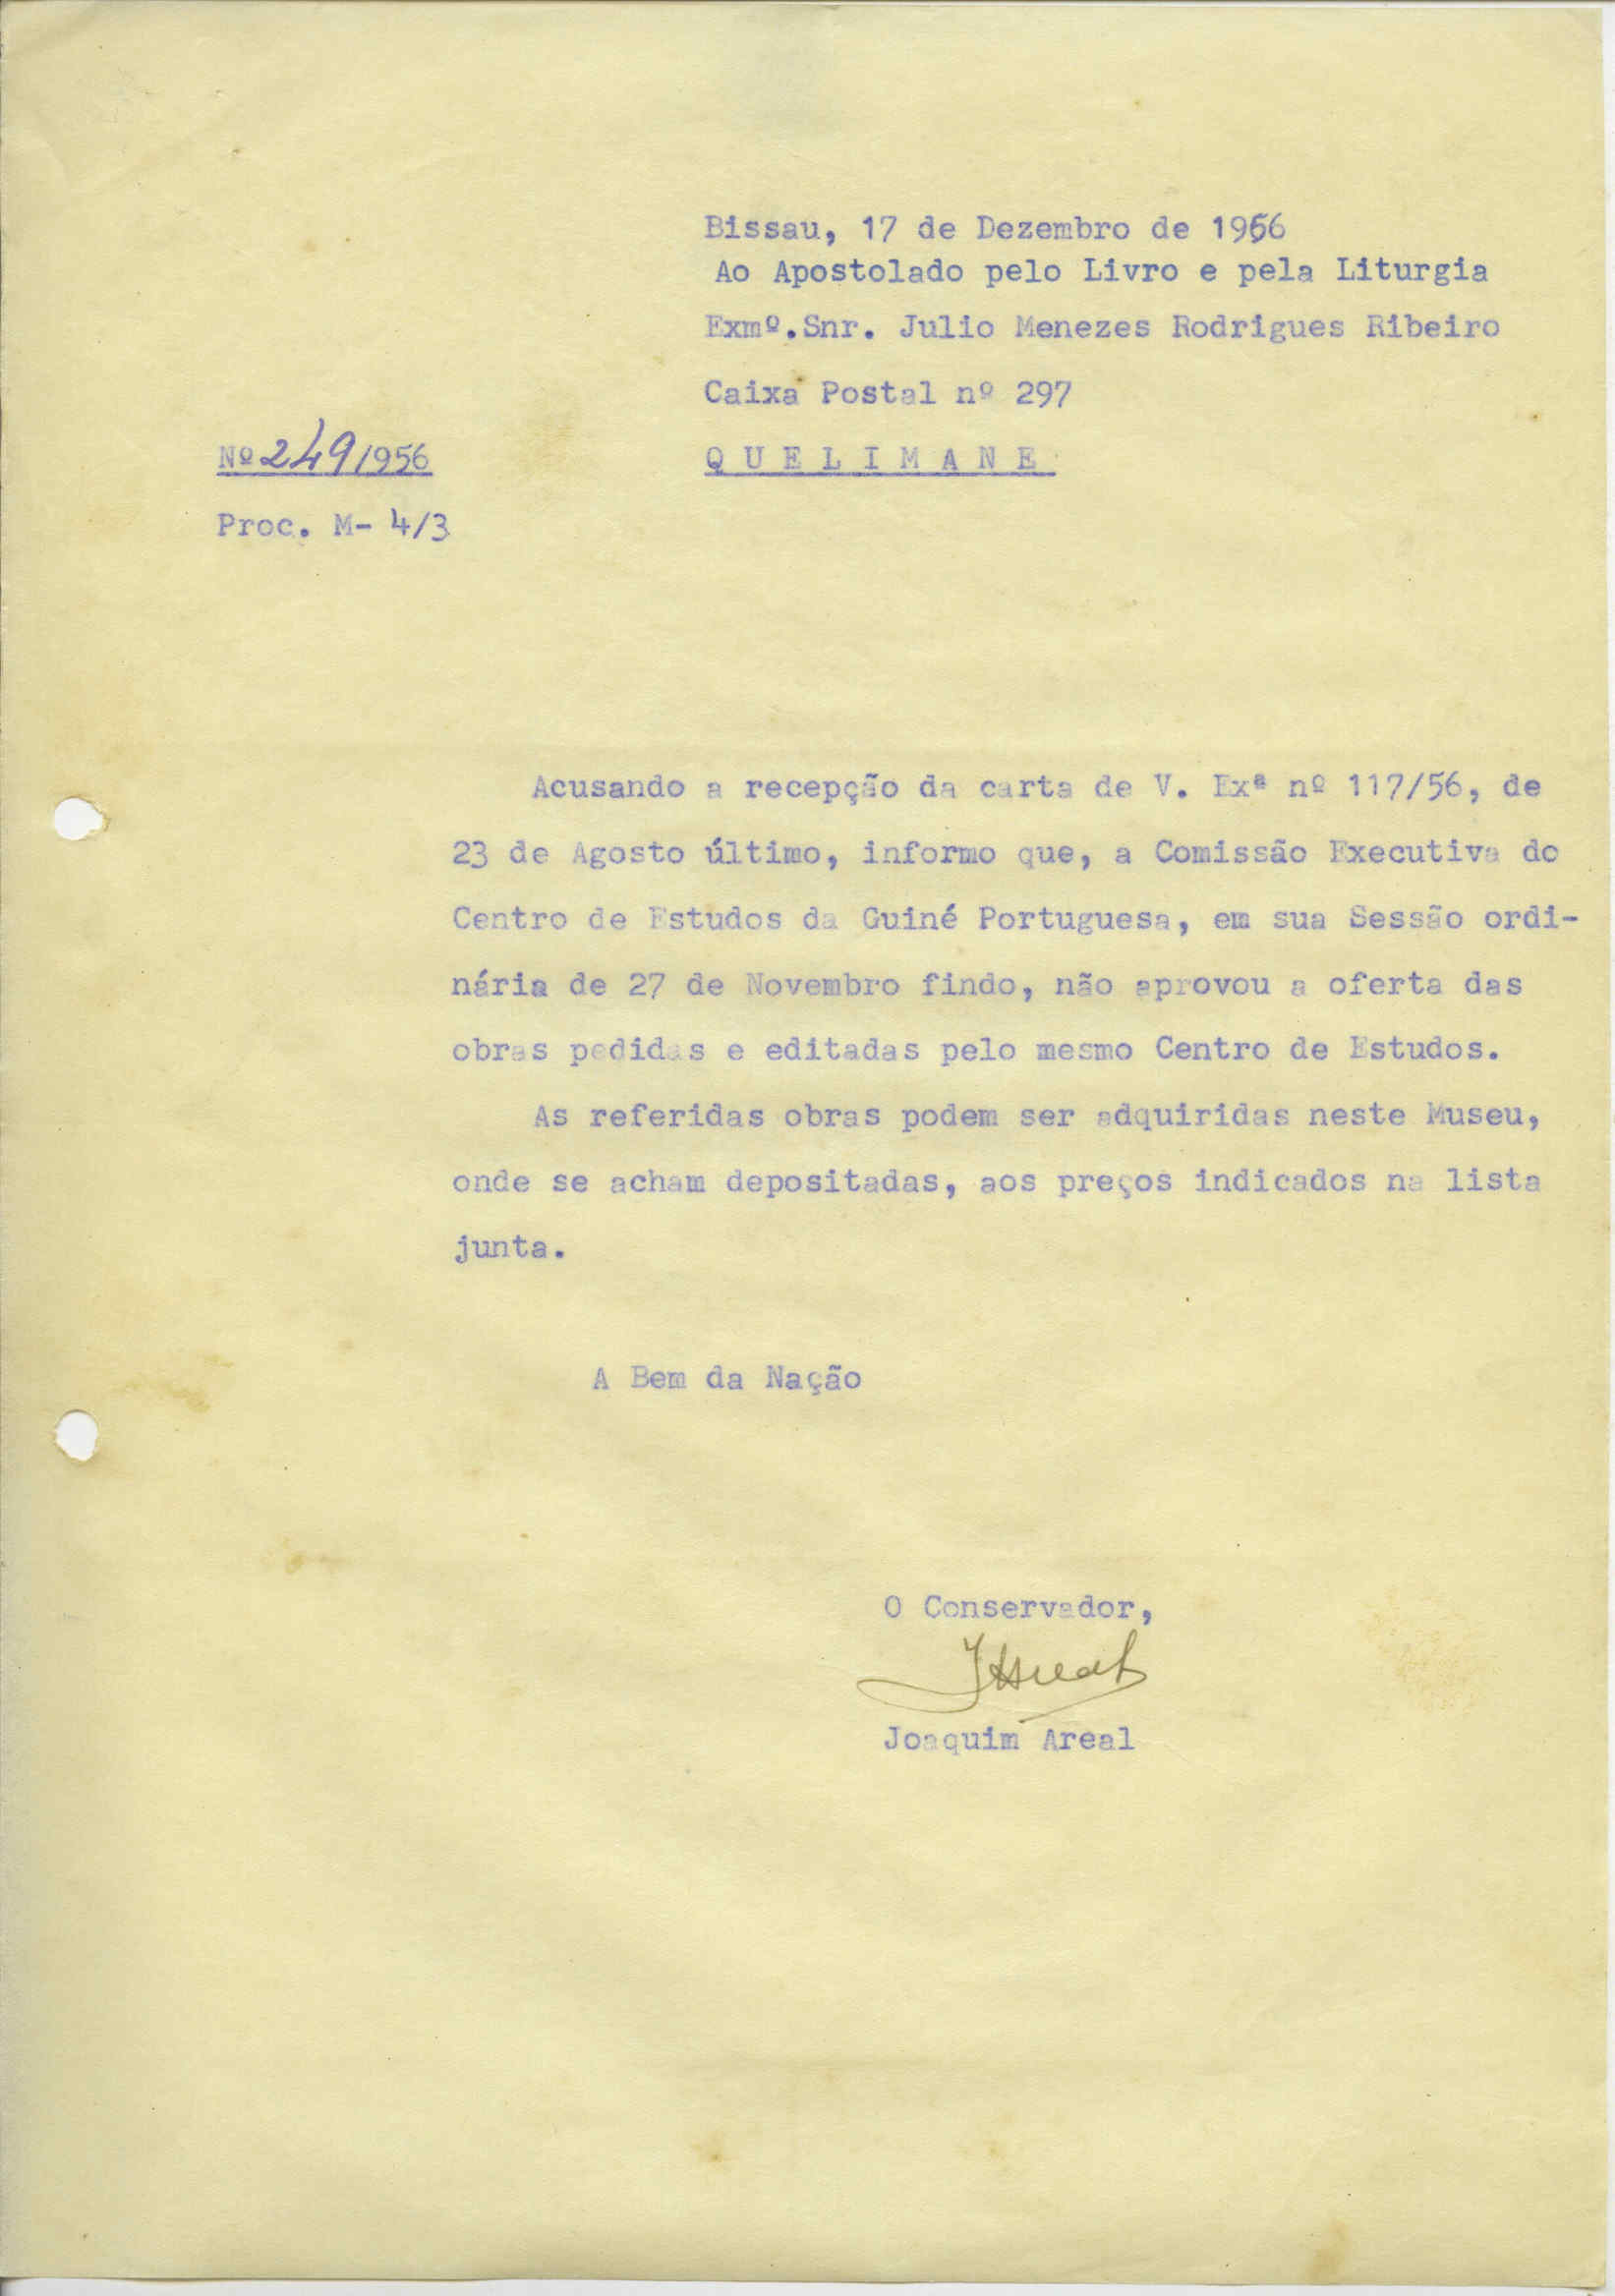 Bissau, 17 de Dezembro de 1956
Ao Apostolado pelo Livro e pela Liturgia
Exmº.Snr. Julio Menezes Rodrigues Ribeiro
Caixa Postal nº 297
Nº 249/956
QUELIMANE
Proc. M- 4/3
Acusando a recepção da carta de V. Exª nº 117/56, de
23 de Agosto último, informo que, a Comissão Executiva do
Centro de Estudos da Guiné Portuguesa, em sua Sessão ordi-
nária de 27 de Novembro findo, não aprovou a oferta das
obras pedidas e editadas pelo mesmo Centro de Estudos.
As referidas obras podem ser adquiridas neste Museu,
onde se acham depositadas, aos preços indicados na lista
junta.
A Bem da Nação
O Conservador,
JAreal
Joaquim Areal